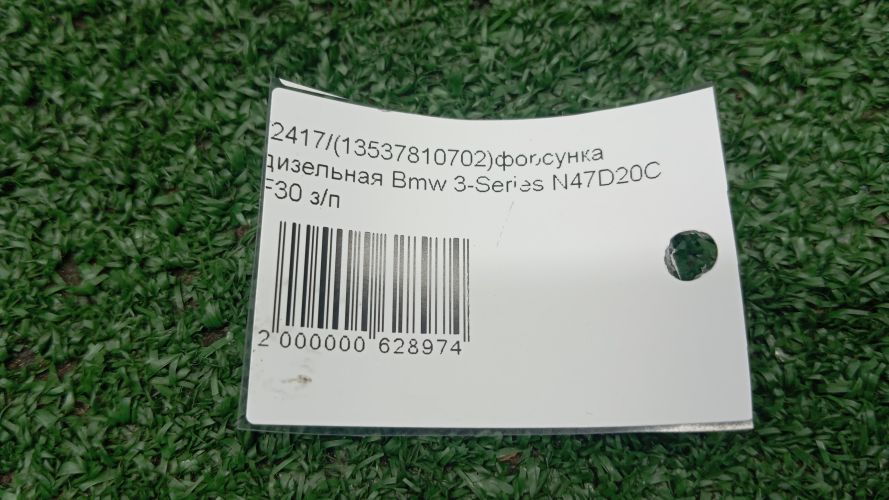 2417/(13537810702)форсунка
дизельная Bmw 3-Series N47D20C
F30 з/п
2 000000 628974